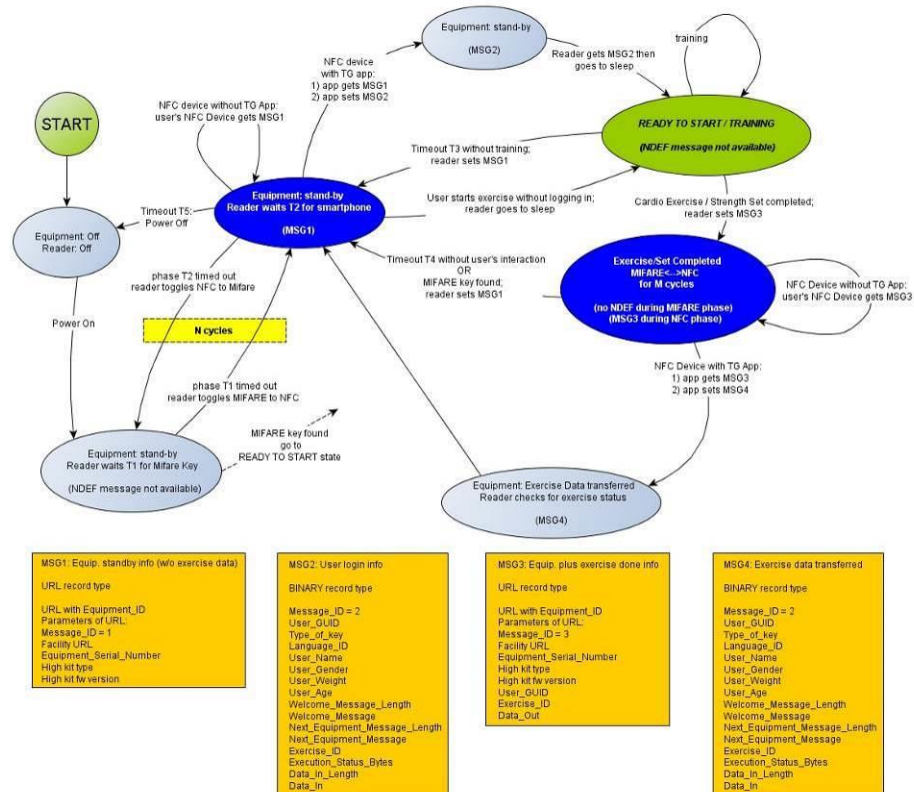 Equipment: stand-by
(MSG2)
training
Reader gets MSG2 then
goes to sleep
NFC device
with TG app:
1) app gets MSG1
2) app sets MSG2
NFC device without TG App:
user's NFC Device gets MSG1
START
READY TO START / TRAINING
(NDEF message not available)
Timeout T3 without training;
reader sets MSG1
Equipment: stand-by
Reader waits T2 for smartphone
(MSG1)
User starts exercise without logging in;
reader goes to sleep
Cardio Exercise / Strength Set completed;
reader sets MSG3
Timeout T5:
Power Off
Equipment: Off
Reader: Off
Timeout T4 without user's interaction
OR
MIFARE key found;
reader sets MSG1
Exercise/Set Completed
MIFARE<-->NFC
for M cycles
(no NDEF during MIFARE phase)
(MSG3 during NFC phase)
NFC Device without TG App:
user's NFC Device gets MSG3
phase T2 timed out
reader toggles NFC to Mifare
Power On
N cycles
NFC Device with TG App:
1) app gets MSG3
2) app sets MSG4
phase T1 timed out
reader toggles MIFARE to NFC
MIFARE key found
go to
READY TO START state
Equipment: stand-by
Reader waits T1 for Mifare Key
(NDEF message not available)
Equipment: Exercise Data transferred
Reader checks for exercise status
(MSG4)
MSG1: Equip. standby info (w/o exercise data)
URL record type
URL with Equipment_ID
Parameters of URL:
Message_ID = 1
Facility URL
Equipment_Serial_Number
High kit type
High kit fw version
MSG2: User login info
BINARY record type
Message_ID = 2
User_GUID
Type_of_key
Language_ID
User_Name
User_Gender
User_Weight
User_Age
Welcome_Message_Length
Welcome_Message
Next_Equipment_Message_Length
Next_Equipment_Message
Exercise_ID
Execution_Status_Bytes
Data_In_Length
Data_In
MSG3: Equip. plus exercise done info
URL record type
URL with Equipment_ID
Parameters of URL:
Message_ID = 3
Facility URL
Equipment_Serial_Number
High kit type
High kit fw version
User_GUID
Exercise_ID
Data_Out
MSG4: Exercise data transferred
BINARY record type
Message_ID = 2
User_GUID
Type_of_key
Language_ID
User_Name
User_Gender
User_Weight
User_Age
Welcome_Message_Length
Welcome_Message
Next_Equipment_Message_Length
Next_Equipment_Message
Exercise_ID
Execution_Status_Bytes
Data_In_Length
Data_In